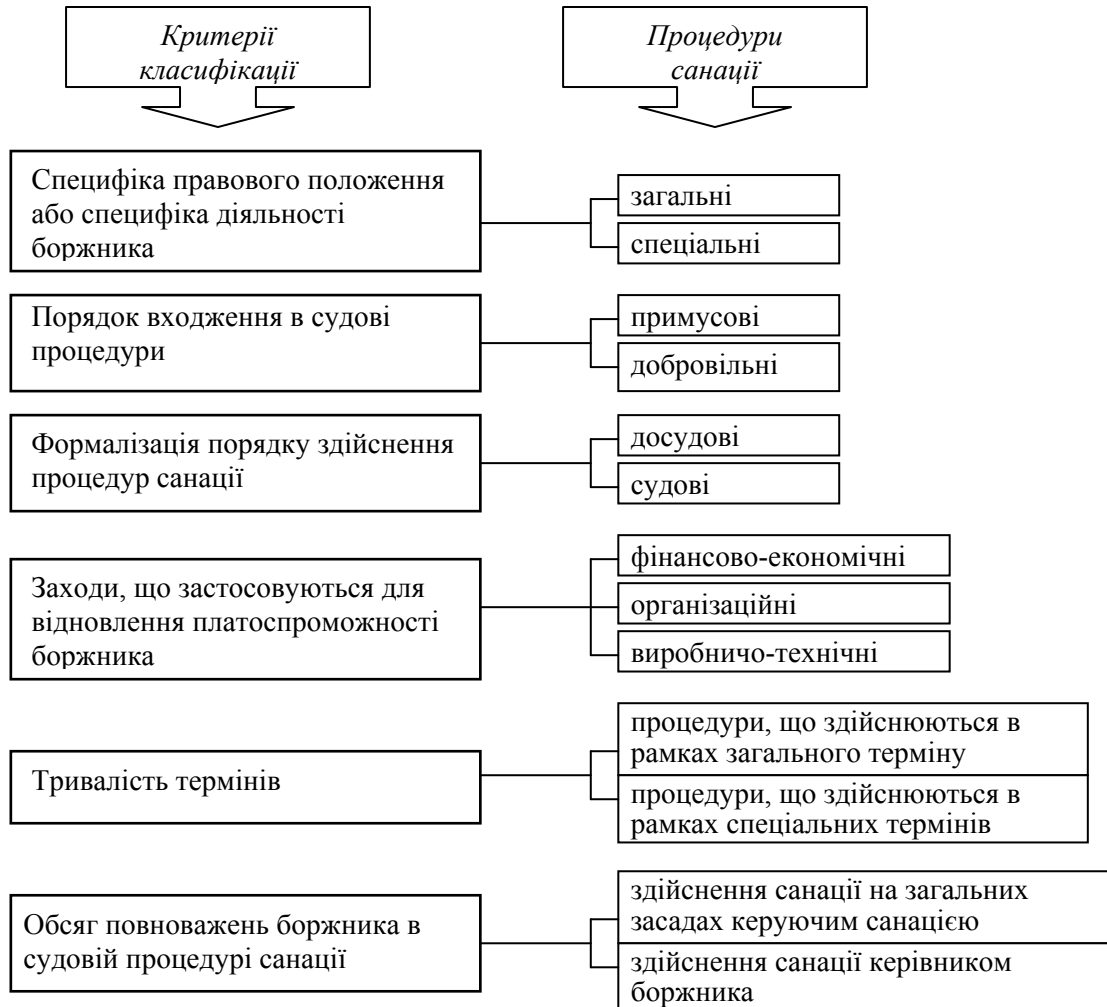 Критерії
класифікації
Процедури
санації
Специфіка правового положення
або специфіка діяльності
боржника
загальні
спеціальні
Порядок входження в судові
процедури
примусові
добровільні
Формалізація порядку здійснення
процедур санації
досудові
судові
Заходи, що застосовуються для
відновлення платоспроможності
боржника
фінансово-економічні
організаційні
виробничо-технічні
Тривалість термінів
процедури, що здійснюються в
рамках загального терміну
процедури, що здійснюються в
рамках спеціальних термінів
Обсяг повноважень боржника в
судовій процедурі санації
здійснення санації на загальних
засадах керуючим санацією
здійснення санації керівником
боржника